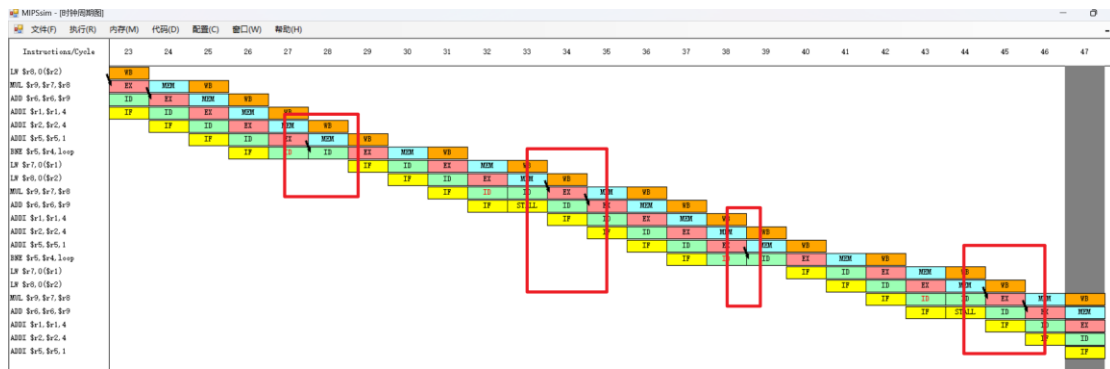 MIPSsim - [时钟周期图]
文件(F) 执行(R) 内存(M) 代码(D) 配置(C) 窗口(W) 帮助(H)
Instructions/Cycle 23 24 25 26 27 28 29 30 31 32 33 34 35 36 37 38 39 40 41 42 43 44 45 46 47
LW $r8,0($r2) WB
MUL $r9,$r7,$r8 EX MEM WB
ADD $r6,$r6,$r9 ID EX MEM WB
ADDI $r1,$r1,4 IF ID EX MEM WB
ADDI $r2,$r2,4 IF ID EX MEM WB
ADDI $r5,$r5,1 IF ID EX MEM WB
BNE $r5,$r4,loop IF ID ID EX MEM WB
LW $r7,0($r1) IF ID EX MEM WB
LW $r8,0($r2) IF ID EX MEM WB
MUL $r9,$r7,$r8 IF ID ID EX MEM WB
ADD $r6,$r6,$r9 IF STALL ID EX MEM WB
ADDI $r1,$r1,4 IF ID EX MEM WB
ADDI $r2,$r2,4 IF ID EX MEM WB
ADDI $r5,$r5,1 IF ID EX MEM WB
BNE $r5,$r4,loop IF ID ID EX MEM WB
LW $r7,0($r1) IF ID EX MEM WB
LW $r8,0($r2) IF ID EX MEM WB
MUL $r9,$r7,$r8 IF ID ID EX MEM WB
ADD $r6,$r6,$r9 IF STALL ID EX MEM
ADDI $r1,$r1,4 IF ID EX
ADDI $r2,$r2,4 IF ID
ADDI $r5,$r5,1 IF